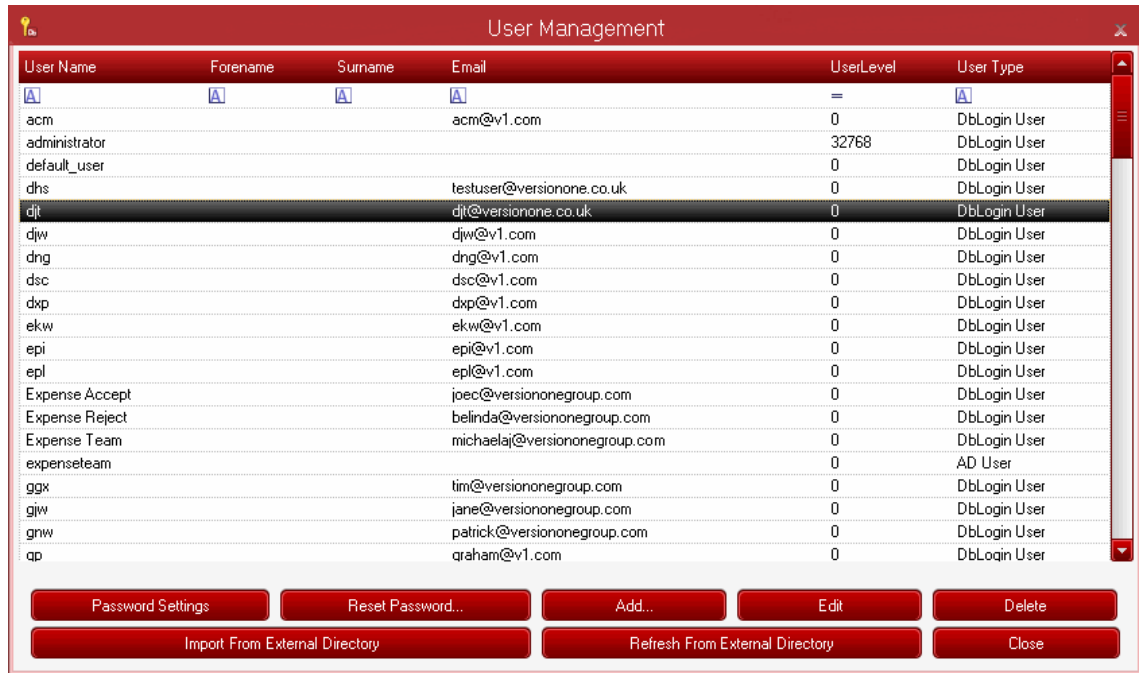 User Management
User Name Forename Surname Email UserLevel User Type
A A A A = A
acm acm@v1.com 0 DbLogin User
administrator 32768 DbLogin User
default_user 0 DbLogin User
dhs testuser@versionone.co.uk 0 DbLogin User
djt djt@versionone.co.uk 0 DbLogin User
djw djw@v1.com 0 DbLogin User
dng dng@v1.com 0 DbLogin User
dsc dsc@v1.com 0 DbLogin User
dxp dxp@v1.com 0 DbLogin User
ekw ekw@v1.com 0 DbLogin User
epi epi@v1.com 0 DbLogin User
epl epl@v1.com 0 DbLogin User
Expense Accept joec@versiononegroup.com 0 DbLogin User
Expense Reject belinda@versiononegroup.com 0 DbLogin User
Expense Team michaelaj@versiononegroup.com 0 DbLogin User
expenseteam 0 AD User
ggx tim@versiononegroup.com 0 DbLogin User
gjw jane@versiononegroup.com 0 DbLogin User
gnw patrick@versiononegroup.com 0 DbLogin User
gp graham@v1.com 0 DbLogin User
Password Settings Reset Password... Add... Edit Delete
Import From External Directory Refresh From External Directory Close